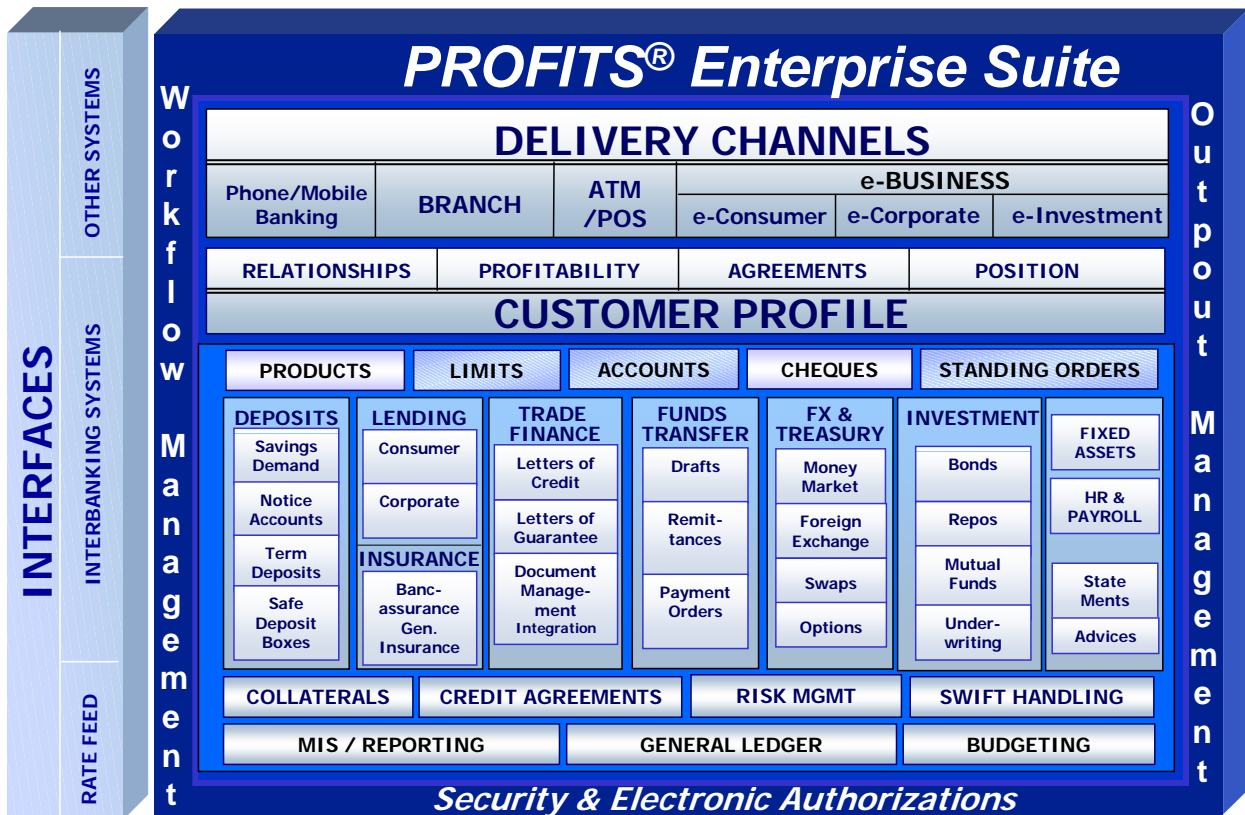 PROFITS® Enterprise Suite
INTERFACES
OTHER SYSTEMS
INTERBANKING SYSTEMS
RATE FEED
Workflow Management
DELIVERY CHANNELS
Phone/Mobile
Banking
BRANCH
ATM
/POS
e-BUSINESS
e-Consumer
e-Corporate
e-Investment
RELATIONSHIPS
PROFITABILITY
AGREEMENTS
POSITION
CUSTOMER PROFILE
PRODUCTS
LIMITS
ACCOUNTS
CHEQUES
STANDING ORDERS
DEPOSITS
Savings
Demand
Notice
Accounts
Term
Deposits
Safe
Deposit
Boxes
LENDING
Consumer
Corporate
INSURANCE
Banc-
assurance
Gen.
Insurance
TRADE
FINANCE
Letters of
Credit
Letters of
Guarantee
Document
Manage-
ment
Integration
FUNDS
TRANSFER
Drafts
Remit-
tances
Payment
Orders
FX &
TREASURY
Money
Market
Foreign
Exchange
Swaps
Options
INVESTMENT
Bonds
Repos
Mutual
Funds
Under-
writing
FIXED
ASSETS
HR &
PAYROLL
State
Ments
Advices
COLLATERALS
CREDIT AGREEMENTS
RISK MGMT
SWIFT HANDLING
MIS / REPORTING
GENERAL LEDGER
BUDGETING
Outpout Management
Security & Electronic Authorizations